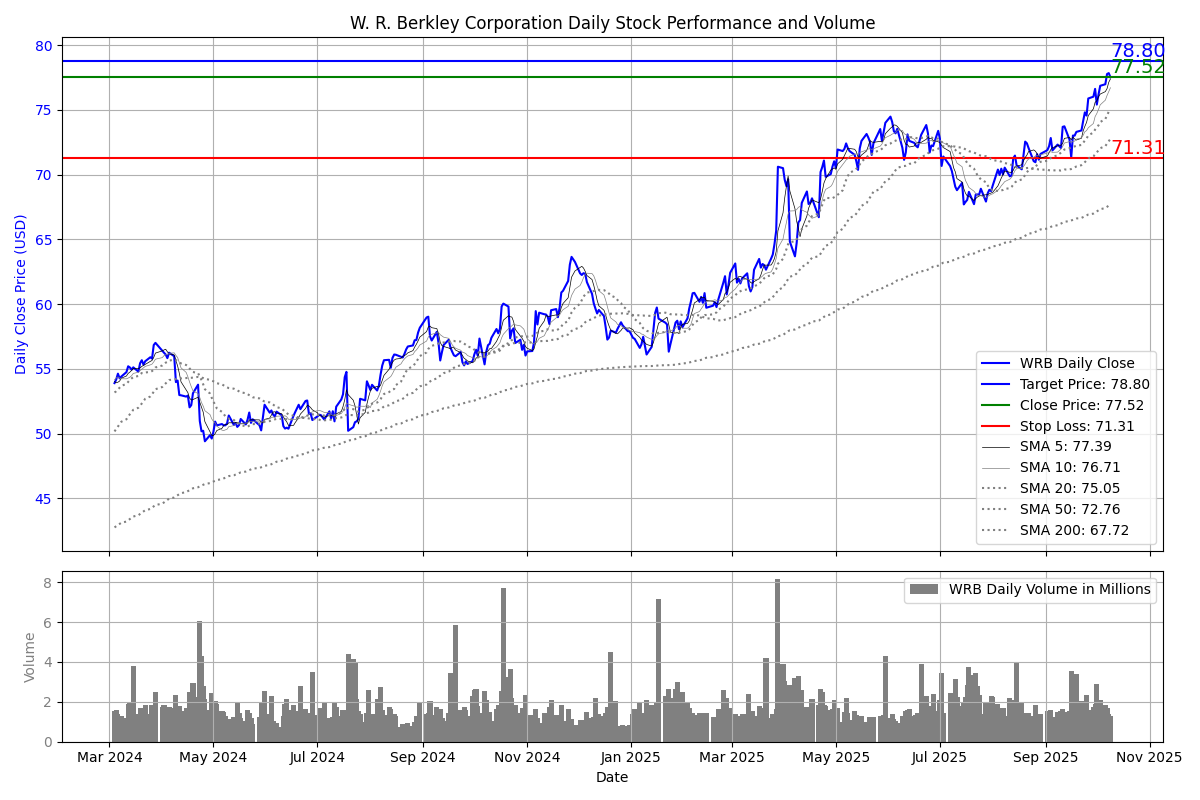 W. R. Berkley Corporation Daily Stock Performance and Volume
80
75
70
65
60
55
50
45
Daily Close Price (USD)
78.80
77.52
71.31
WRB Daily Close
Target Price: 78.80
Close Price: 77.52
Stop Loss: 71.31
SMA 5: 77.39
SMA 10: 76.71
SMA 20: 75.05
SMA 50: 72.76
SMA 200: 67.72
8
6
4
2
0
Volume
WRB Daily Volume in Millions
Mar 2024 May 2024 Jul 2024 Sep 2024 Nov 2024 Jan 2025 Mar 2025 May 2025 Jul 2025 Sep 2025 Nov 2025
Date